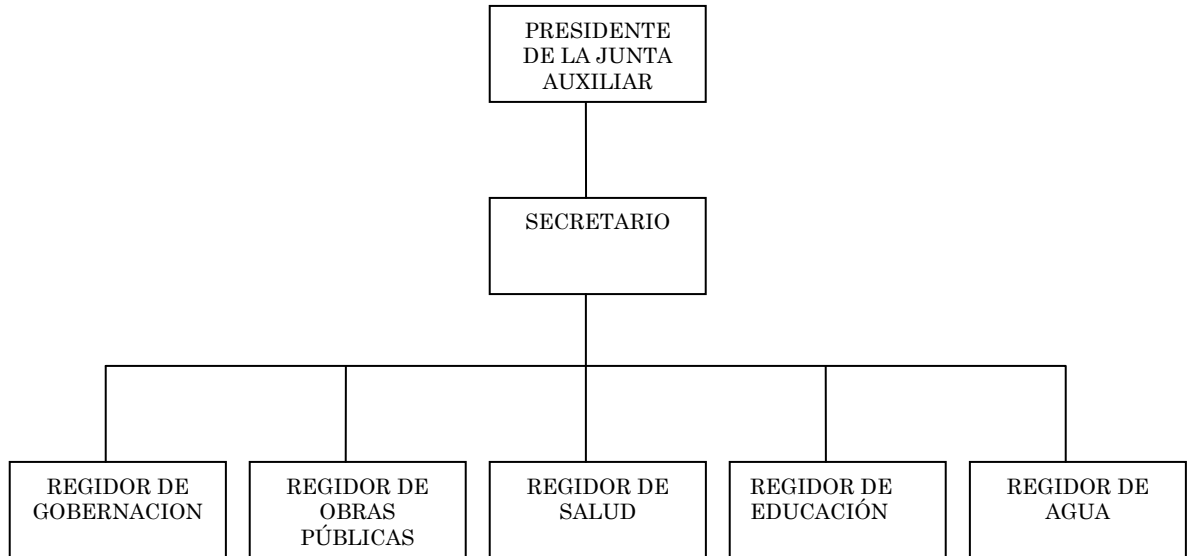 PRESIDENTE
DE LA JUNTA
AUXILIAR
SECRETARIO
REGIDOR DE
GOBERNACION
REGIDOR DE
OBRAS
PÚBLICAS
REGIDOR DE
SALUD
REGIDOR DE
EDUCACIÓN
REGIDOR DE
AGUA